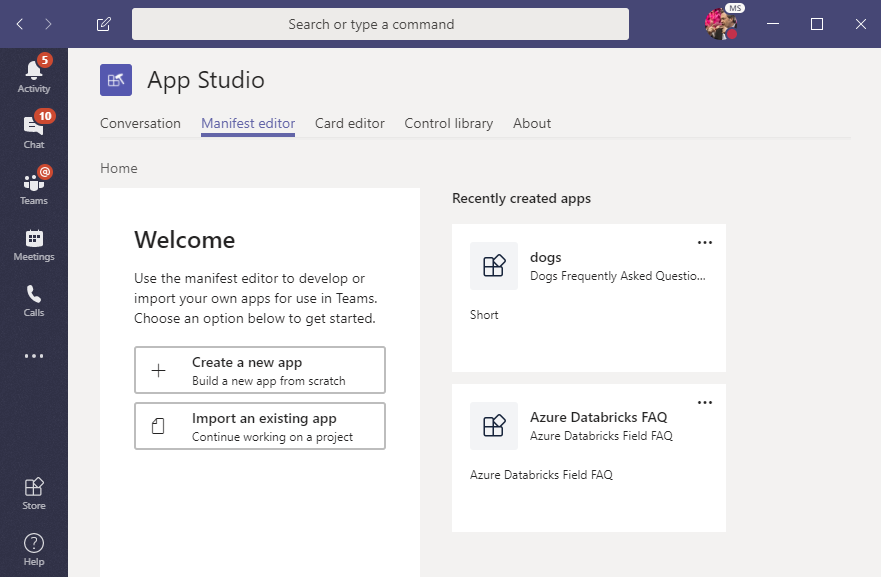 Search or type a command
MS
5
Activity
10
Chat
@
Teams
Meetings
Calls
Store
Help
App Studio
Conversation Manifest editor Card editor Control library About
Home
Welcome
Use the manifest editor to develop or
import your own apps for use in Teams.
Choose an option below to get started.
Create a new app
Build a new app from scratch
Import an existing app
Continue working on a project
Recently created apps
dogs
Dogs Frequently Asked Questio...
Short
Azure Databricks FAQ
Azure Databricks Field FAQ
Azure Databricks Field FAQ